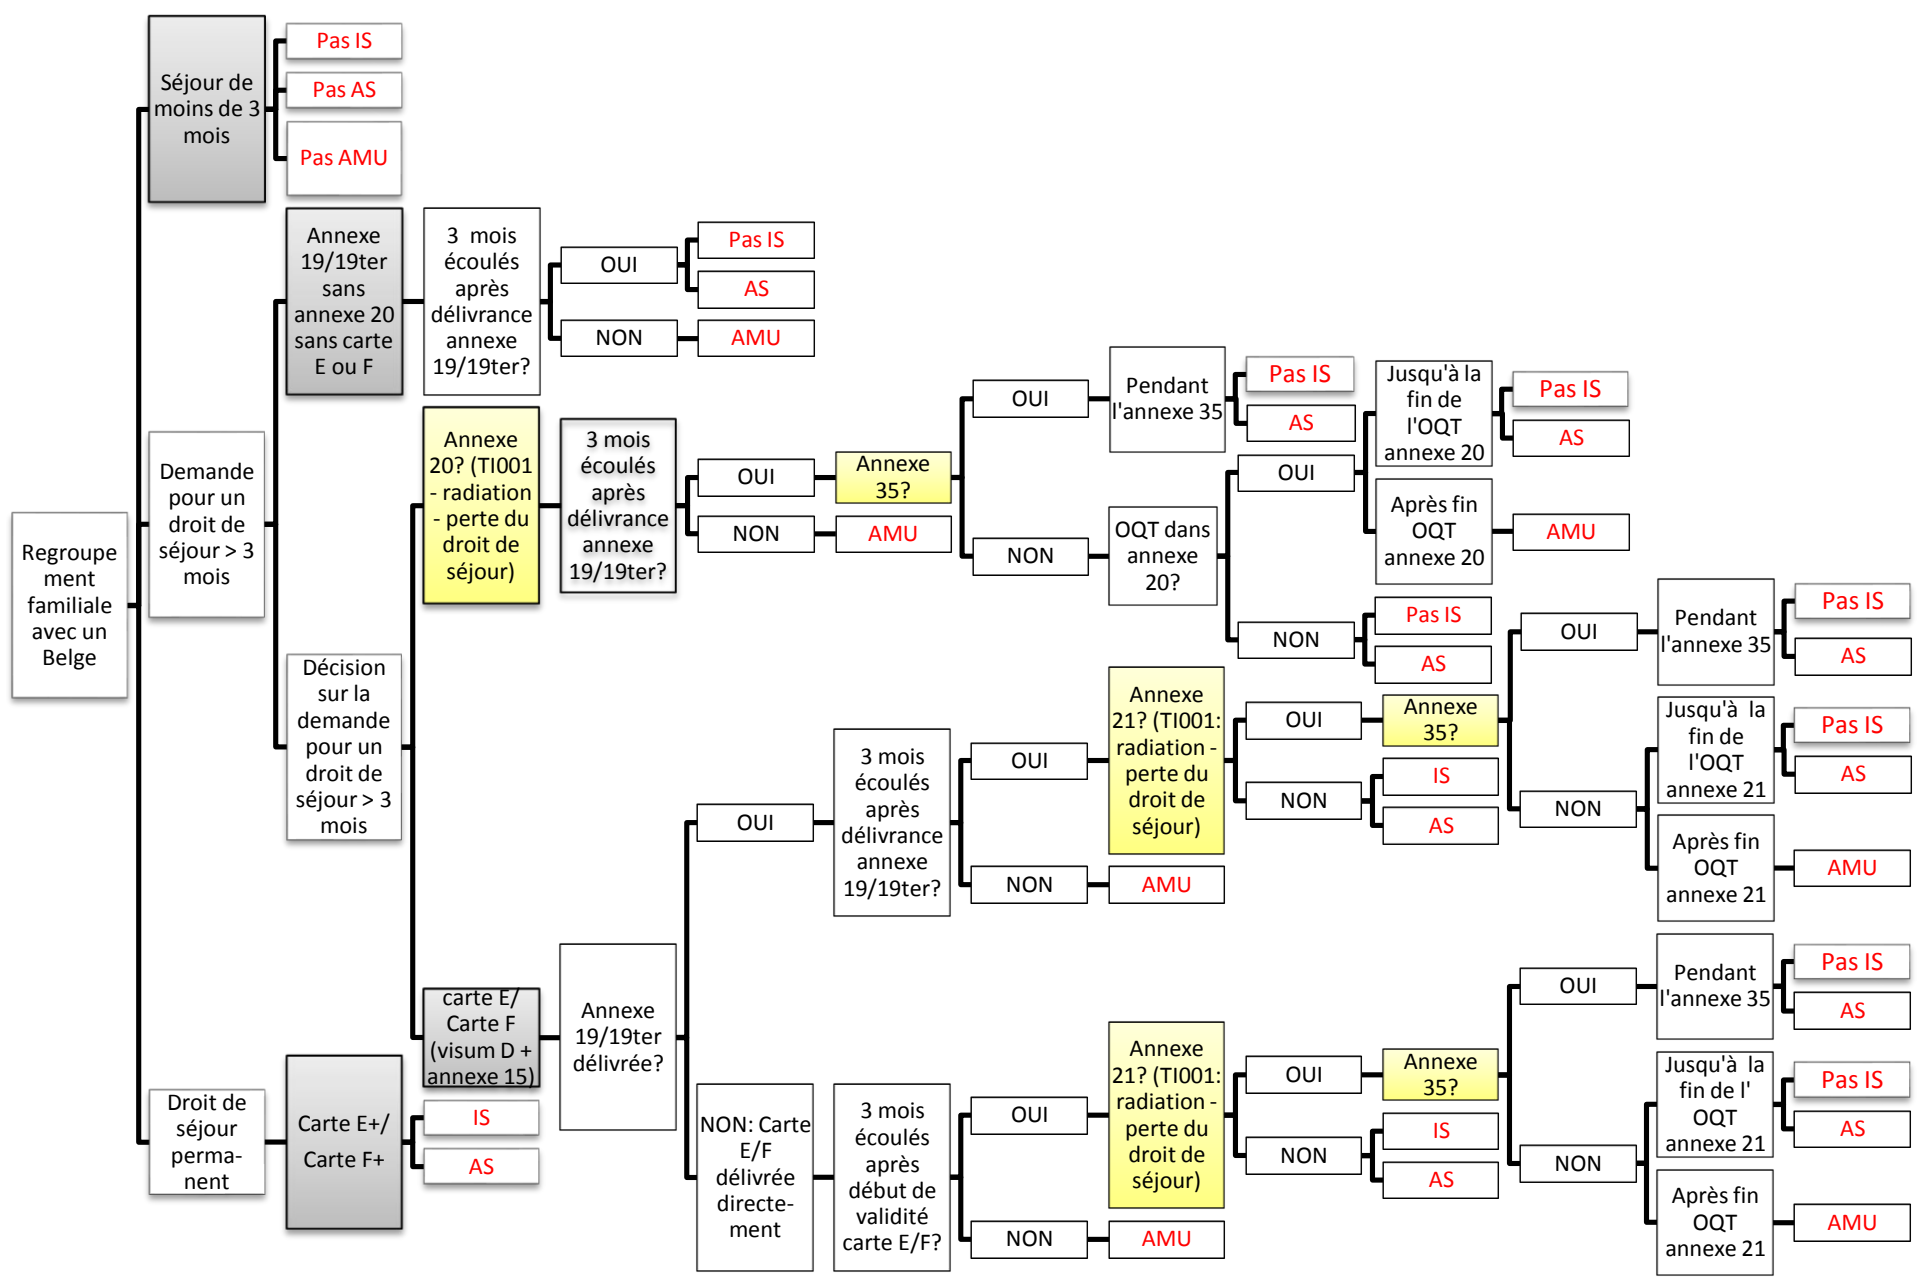 Regroupe
ment
familiale
avec un
Belge
Séjour de
moins de 3
mois
Pas IS
Pas AS
Pas AMU
Demande
pour un
droit de
séjour > 3
mois
Annexe
19/19ter
sans
annexe 20
sans carte
E ou F
3 mois
écoulés
après
délivrance
annexe
19/19ter?
OUI
Pas IS
AS
NON
AMU
Décision
sur la
demande
pour un
droit de
séjour > 3
mois
Annexe
20? (TI001
- radiation
- perte du
droit de
séjour)
3 mois
écoulés
après
délivrance
annexe
19/19ter?
OUI
Annexe
35?
OUI
Pendant
l'annexe 35
Pas IS
AS
NON
OQT dans
annexe
20?
OUI
Jusqu'à la
fin de
l'OQT
annexe 20
Pas IS
AS
Après fin
OQT
annexe 20
AMU
NON
Pas IS
AS
NON
AMU
carte E/
Carte F
(visum D +
annexe 15)
Annexe
19/19ter
délivrée?
OUI
3 mois
écoulés
après
délivrance
annexe
19/19ter?
OUI
Annexe
21? (TI001:
radiation -
perte du
droit de
séjour)
OUI
Annexe
35?
OUI
Pendant
l'annexe 35
Pas IS
AS
NON
Jusqu'à la
fin de
l'OQT
annexe 21
Pas IS
AS
Après fin
OQT
annexe 21
AMU
NON
IS
AS
NON
AMU
NON: Carte
E/F
délivrée
directe-
ment
3 mois
écoulés
après
début de
validité
carte E/F?
OUI
Annexe
21? (TI001:
radiation -
perte du
droit de
séjour)
OUI
Annexe
35?
OUI
Pendant
l'annexe 35
Pas IS
AS
NON
Jusqu'à la
fin de l'
OQT
annexe 21
Pas IS
AS
Après fin
OQT
annexe 21
AMU
NON
IS
AS
NON
AMU
Droit de
séjour
perma-
nent
Carte E+/
Carte F+
IS
AS